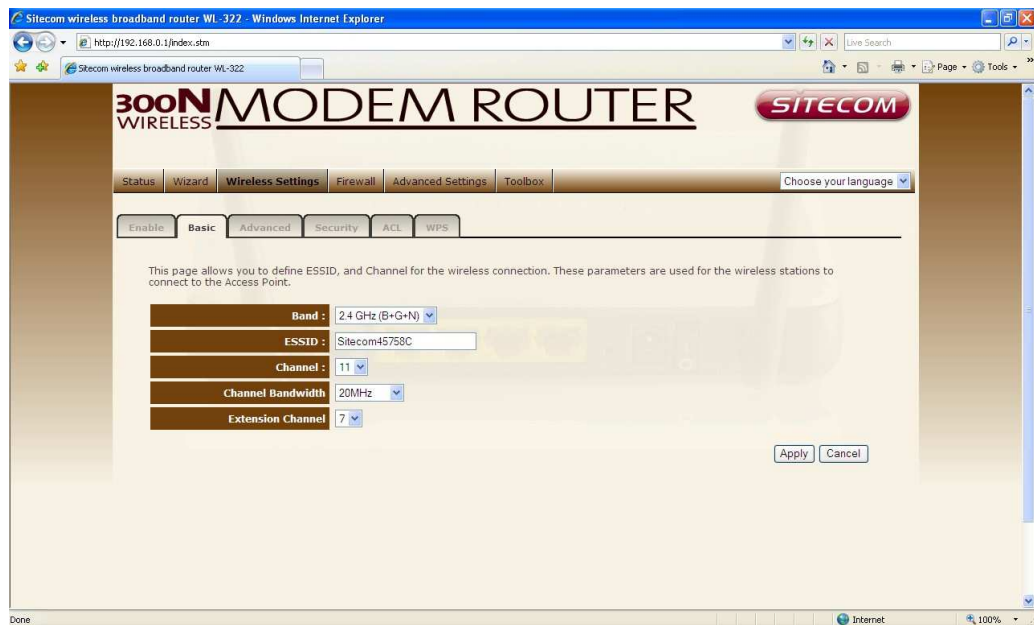 Sitecom wireless broadband router WL-322 - Windows Internet Explorer
http://192.168.0.1/index.stm
Live Search
Sitecom wireless broadband router WL-322
Page
Tools
»
300N WIRELESS MODEM ROUTER
SITECOM
Status Wizard Wireless Settings Firewall Advanced Settings Toolbox
Choose your language
Enable Basic Advanced Security ACL WPS
This page allows you to define ESSID, and Channel for the wireless connection. These parameters are used for the wireless stations to
connect to the Access Point.
Band : 2.4 GHz (B+G+N)
ESSID : Sitecom45758C
Channel : 11
Channel Bandwidth 20MHz
Extension Channel 7
Apply Cancel
Done
Internet
100%